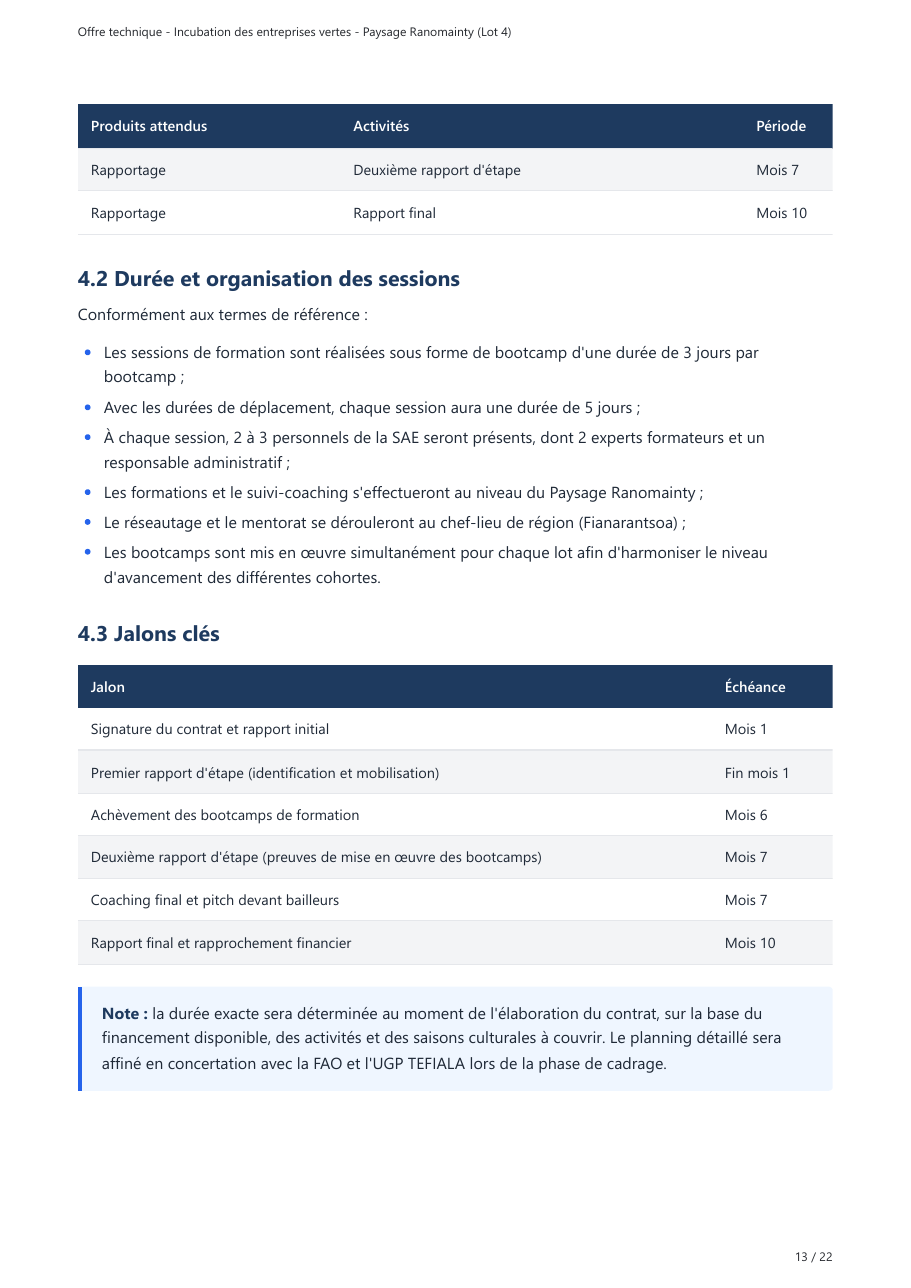 Offre technique - Incubation des entreprises vertes - Paysage Ranomainty (Lot 4)
Produits attendus Activités Période
Rapportage Deuxième rapport d'étape Mois 7
Rapportage Rapport final Mois 10
4.2 Durée et organisation des sessions
Conformément aux termes de référence :
• Les sessions de formation sont réalisées sous forme de bootcamp d'une durée de 3 jours par
bootcamp ;
• Avec les durées de déplacement, chaque session aura une durée de 5 jours ;
• À chaque session, 2 à 3 personnels de la SAE seront présents, dont 2 experts formateurs et un
responsable administratif ;
• Les formations et le suivi-coaching s'effectueront au niveau du Paysage Ranomainty ;
• Le réseautage et le mentorat se dérouleront au chef-lieu de région (Fianarantsoa) ;
• Les bootcamps sont mis en œuvre simultanément pour chaque lot afin d'harmoniser le niveau
d'avancement des différentes cohortes.
4.3 Jalons clés
Jalon Échéance
Signature du contrat et rapport initial Mois 1
Premier rapport d'étape (identification et mobilisation) Fin mois 1
Achèvement des bootcamps de formation Mois 6
Deuxième rapport d'étape (preuves de mise en œuvre des bootcamps) Mois 7
Coaching final et pitch devant bailleurs Mois 7
Rapport final et rapprochement financier Mois 10
Note : la durée exacte sera déterminée au moment de l'élaboration du contrat, sur la base du
financement disponible, des activités et des saisons culturales à couvrir. Le planning détaillé sera
affiné en concertation avec la FAO et l'UGP TEFIALA lors de la phase de cadrage.
13 / 22